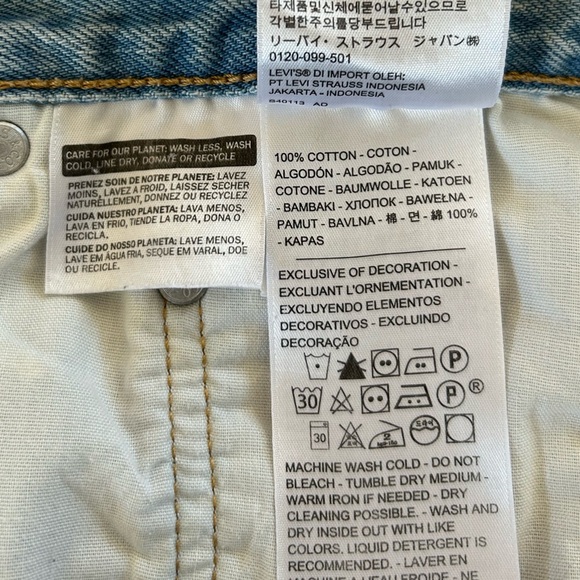 타제품및신체에묻어날수있으므로
각별한주의를당부드립니다
リーバイ・ストラウス ジャパン㈱
0120-099-501
LEVI'S® DI IMPORT OLEH:
PT LEVI STRAUSS INDONESIA
JAKARTA - INDONESIA
CARE FOR OUR PLANET: WASH LESS, WASH
COLD, LINE DRY, DONATE OR RECYCLE
PRENEZ SOIN DE NOTRE PLANETE: LAVEZ
MOINS, LAVEZ A FROID, LAISSEZ SECHER
NATURELLEMENT, DONNEZ OU RECYCLEZ
CUIDA NUESTRO PLANETA: LAVA MENOS,
LAVA EN FRIO, TIENDE LA ROPA, DONA O
RECICLA.
CUIDE DO NOSSO PLANETA: LAVE MENOS,
LAVE EM ÁGUA FRIA, SEQUE EM VARAL, DOE
OU RECICLE.
100% COTTON - COTON -
ALGODÓN - ALGODÃO - PAMUK -
COTONE - BAUMWOLLE - KATOEN
- BAMBAKI - ХЛОПОК - BAWEŁNA -
PAMUT - BAVLNA - 棉 - 면 - 綿 100%
- KAPAS
EXCLUSIVE OF DECORATION -
EXCLUANT L'ORNEMENTATION -
EXCLUYENDO ELEMENTOS
DECORATIVOS - EXCLUINDO
DECORAÇÃO
P
30 P ®
30 2
MACHINE WASH COLD - DO NOT
BLEACH - TUMBLE DRY MEDIUM -
WARM IRON IF NEEDED - DRY
CLEANING POSSIBLE. - WASH AND
DRY INSIDE OUT WITH LIKE
COLORS. LIQUID DETERGENT IS
RECOMMENDED. - LAVER EN